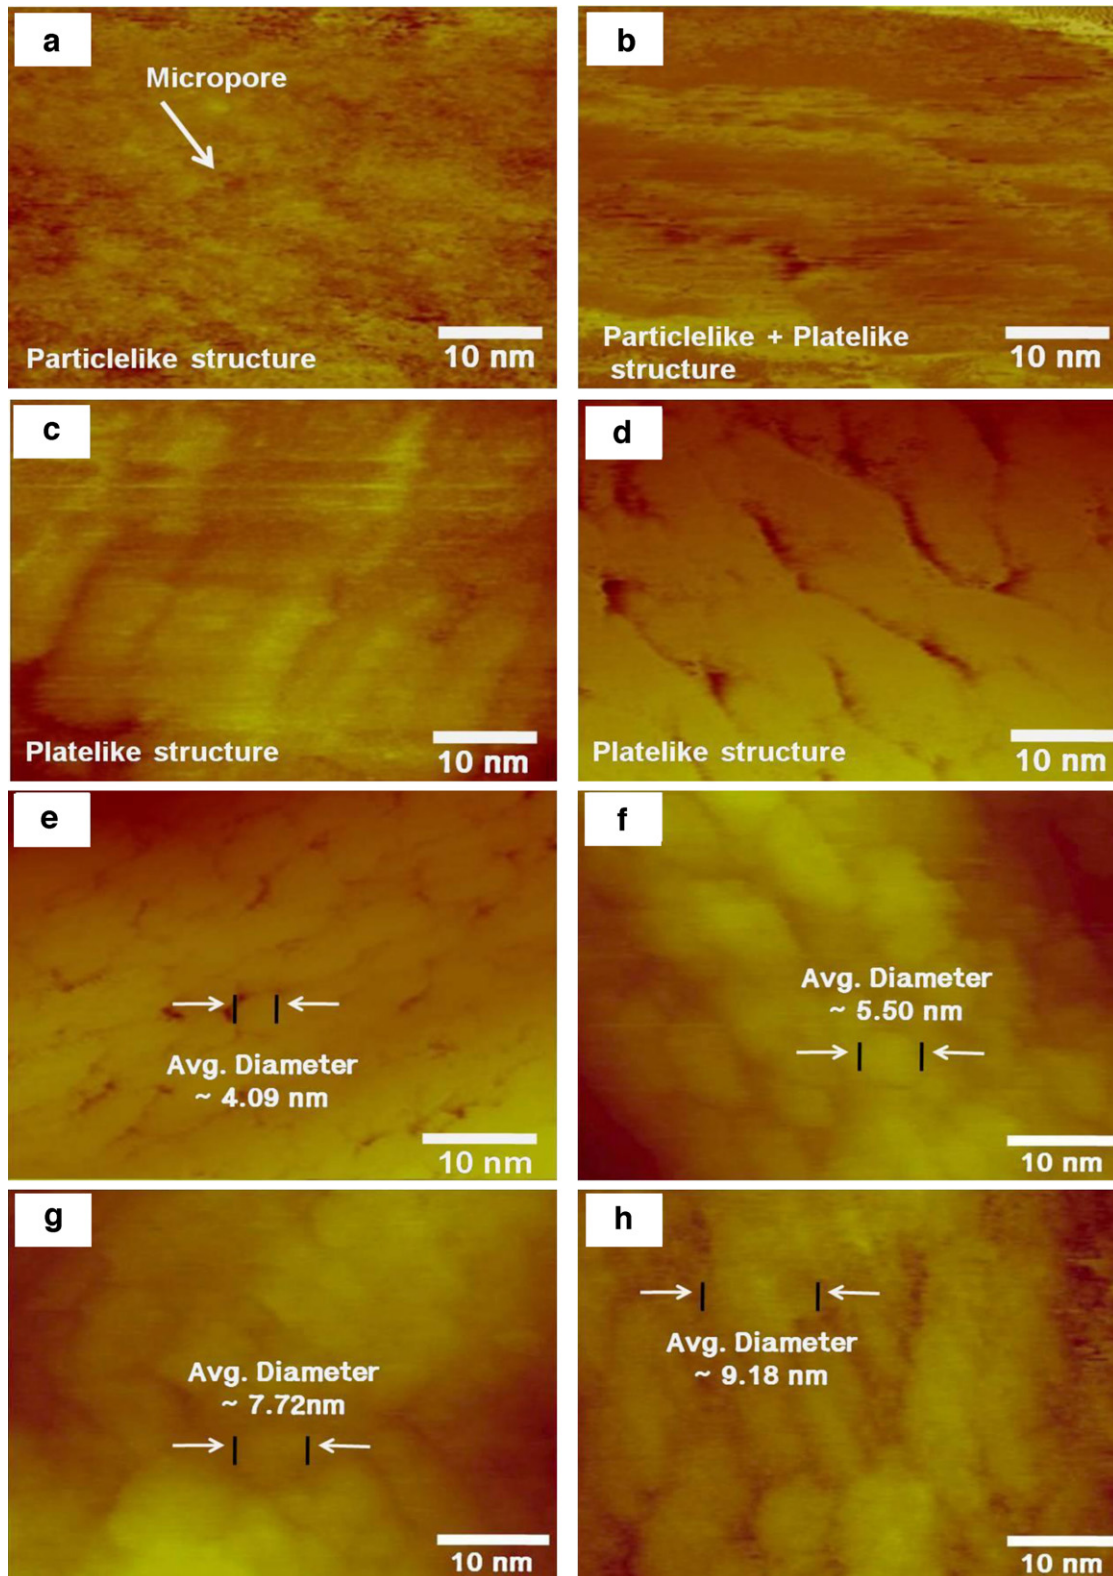 a
Micropore
Particlelike structure
10 nm
b
Particlelike + Platelike
structure
10 nm
c
Platelike structure
10 nm
d
Platelike structure
10 nm
e
Avg. Diameter
~ 4.09 nm
10 nm
f
Avg. Diameter
~ 5.50 nm
10 nm
g
Avg. Diameter
~ 7.72nm
10 nm
h
Avg. Diameter
~ 9.18 nm
10 nm